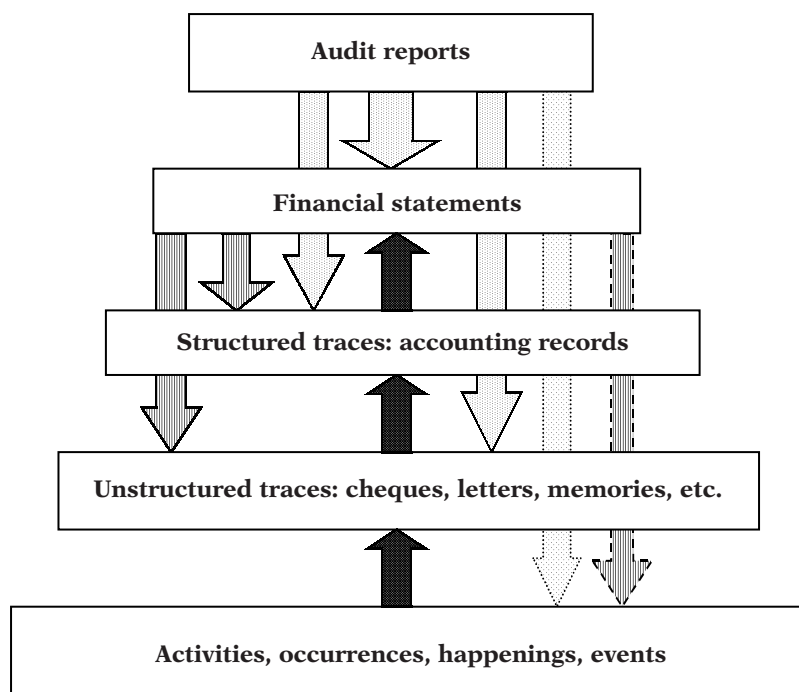 Audit reports
Financial statements
Structured traces: accounting records
Unstructured traces: cheques, letters, memories, etc.
Activities, occurrences, happenings, events